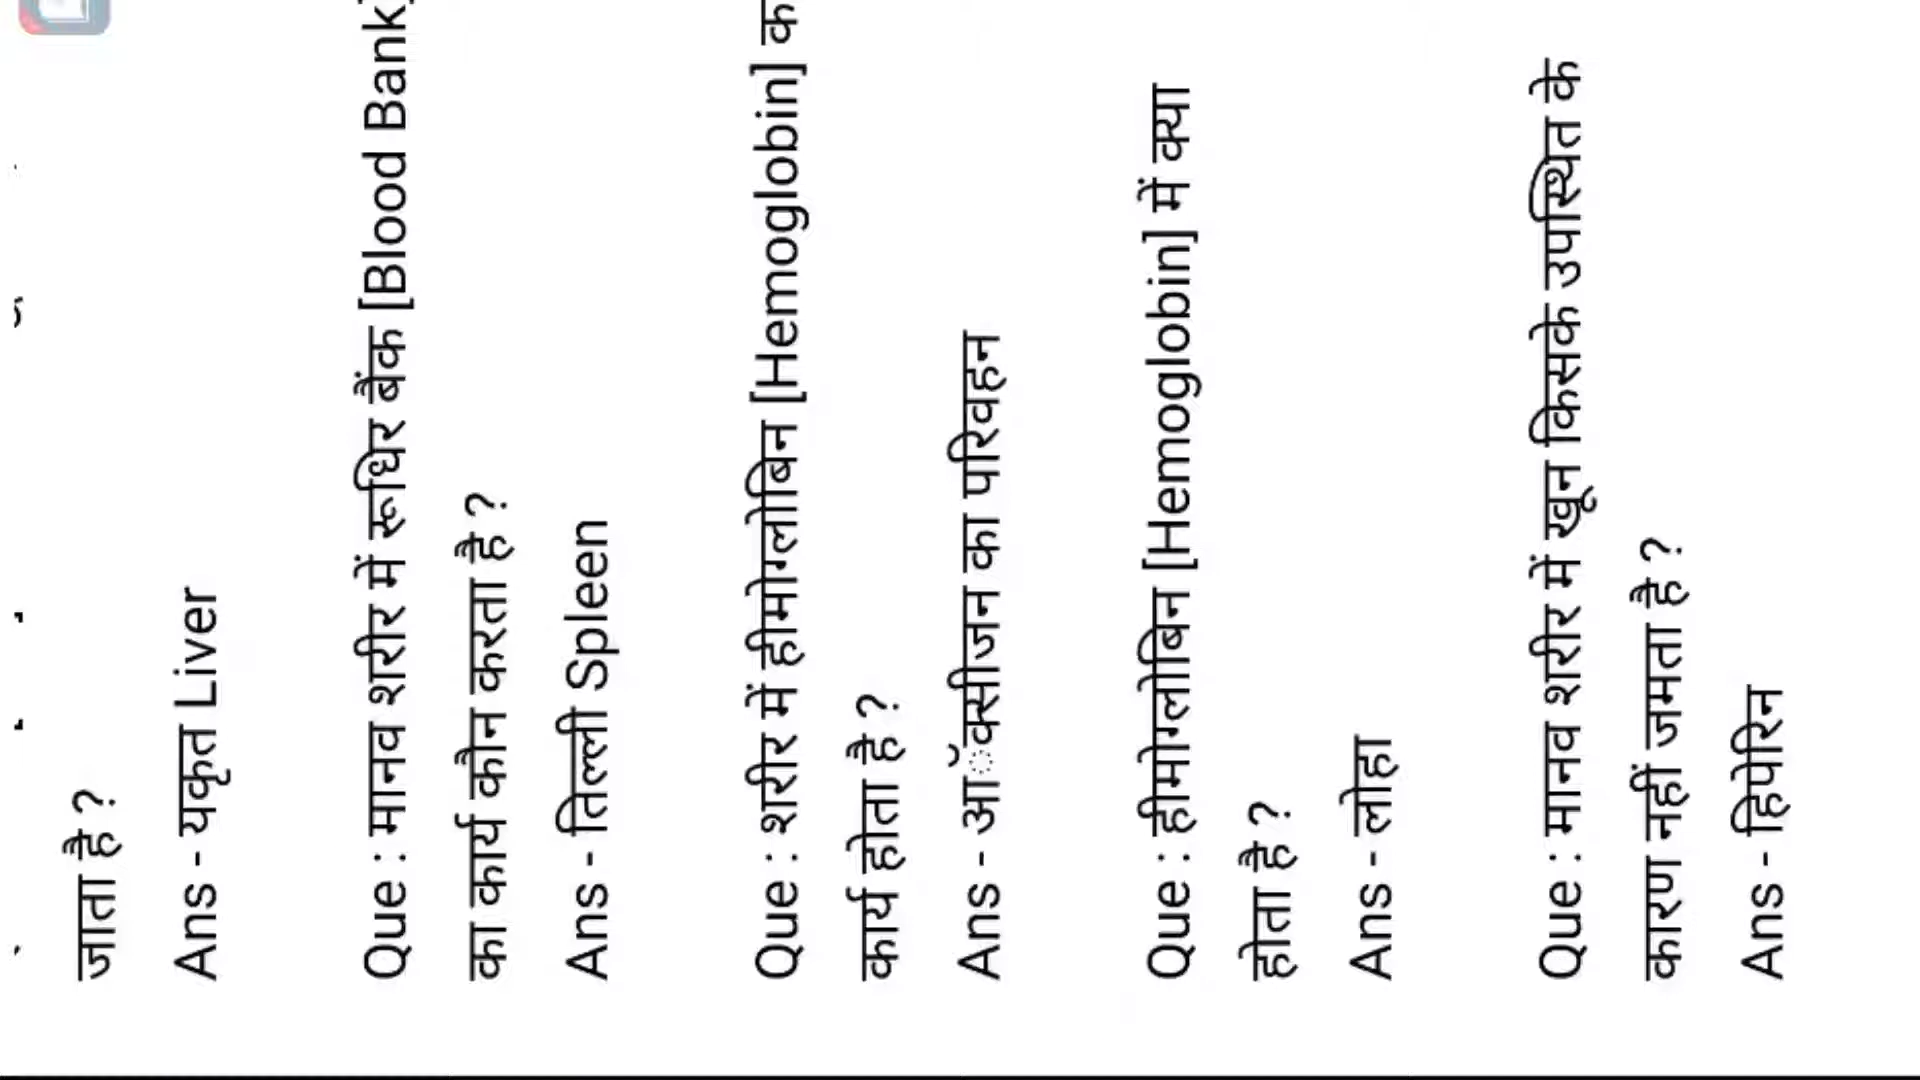 जाता है ?
Ans - यकृत Liver
Que : मानव शरीर में रूधिर बैंक [Blood Bank]
का कार्य कौन करता है ?
Ans - तिल्ली Spleen
Que : शरीर में हीमोग्लोबिन [Hemoglobin]
कार्य होता है ?
Ans - आॅक्सीजन का परिवहन
Que : हीमोग्लोबिन [Hemoglobin] में क्या
होता है ?
Ans - लोहा
Que : मानव शरीर में खून किसके उपस्थित के
कारण नहीं जमता है ?
Ans - हिपेरिन